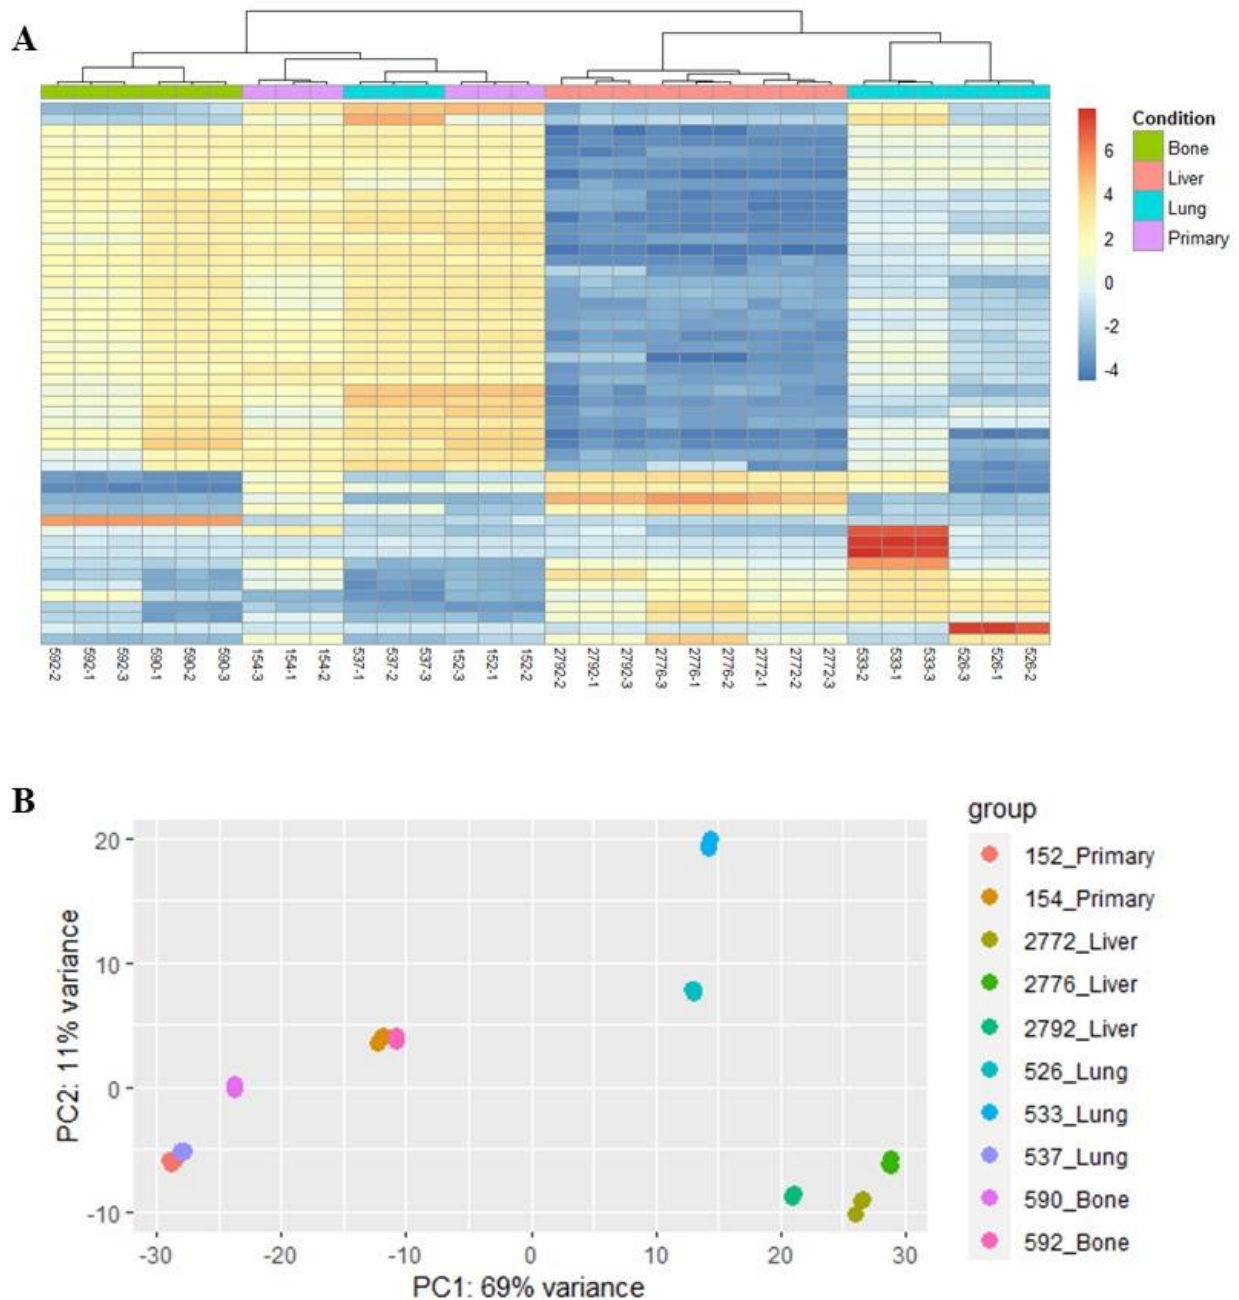 A
Condition
Bone
Liver
Lung
Primary
6
4
2
0
-2
-4
592-2
592-1
592-3
590-1
590-2
590-3
154-3
154-1
154-2
537-1
537-2
537-3
152-3
152-1
152-2
2792-2
2792-1
2792-3
2776-3
2776-1
2776-2
2772-1
2772-2
2772-3
533-2
533-1
533-3
526-3
526-1
526-2
B
20
10
0
-10
PC2: 11% variance
-30
-20
-10
0
10
20
30
PC1: 69% variance
group
152_Primary
154_Primary
2772_Liver
2776_Liver
2792_Liver
526_Lung
533_Lung
537_Lung
590_Bone
592_Bone